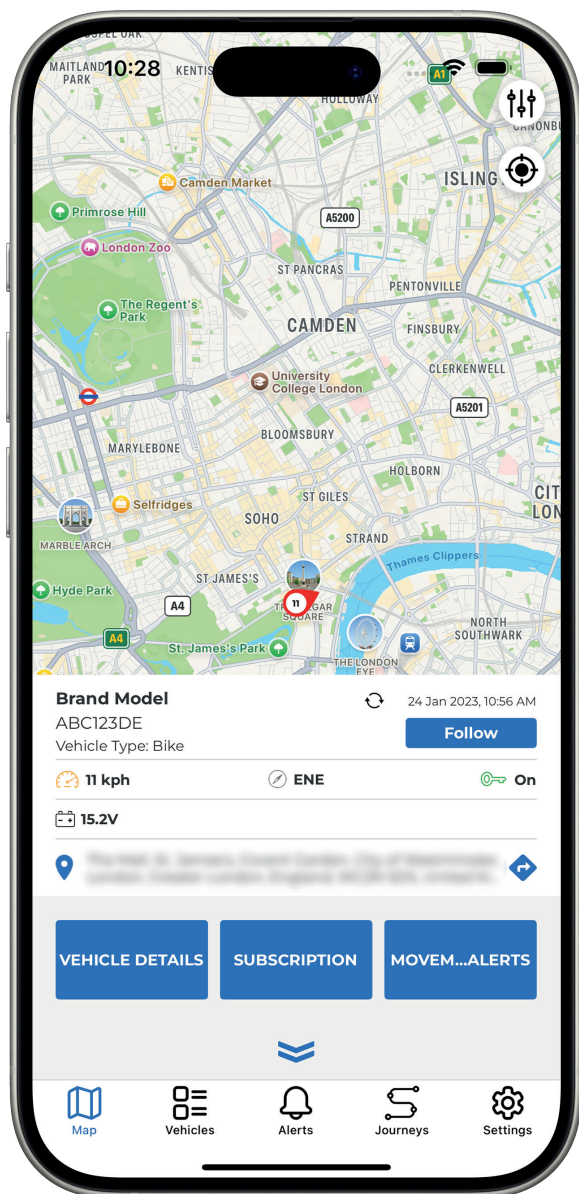 MAITLAND
PARK
10:28
KENTIS
A1
HOLLOWAY
CANONBU
Camden Market
ISLING
Primrose Hill
A5200
London Zoo
ST PANCRAS
PENTONVILLE
The Regent's
Park
CAMDEN
FINSBURY
CLERKENWELL
University
College London
A5201
BLOOMSBURY
MARYLEBONE
HOLBORN
ST GILES
CIT
LON
Selfridges
SOHO
STRAND
MARBLE ARCH
Thames Clippers
ST JAMES'S
Hyde Park
A4
11
SQUARE
NORTH
SOUTHWARK
A4
St. James's Park
THE LONDON
EYE
Brand Model
24 Jan 2023, 10:56 AM
ABC123DE
Follow
Vehicle Type: Bike
11 kph
ENE
On
15.2V
VEHICLE DETAILS
SUBSCRIPTION
MOVEM...ALERTS
Map
Vehicles
Alerts
Journeys
Settings